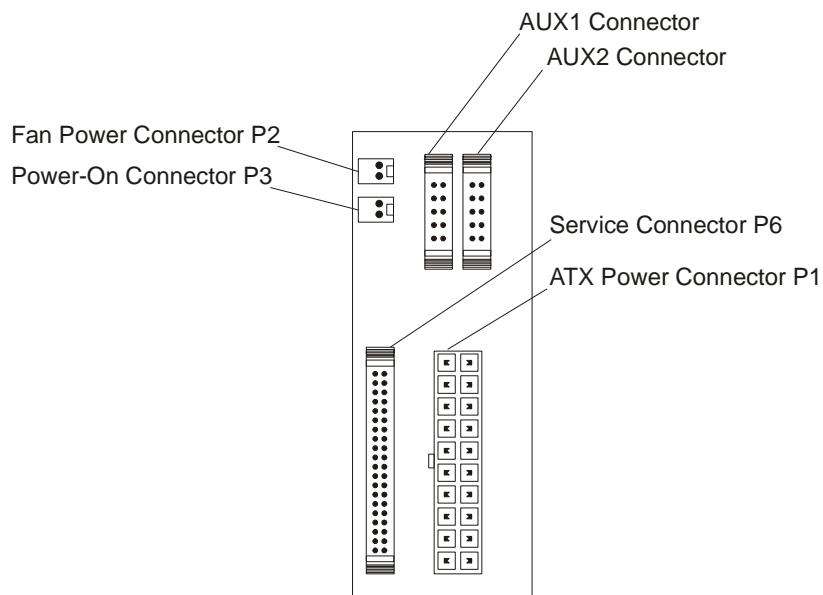 AUX1 Connector
AUX2 Connector
Fan Power Connector P2
Power-On Connector P3
Service Connector P6
ATX Power Connector P1